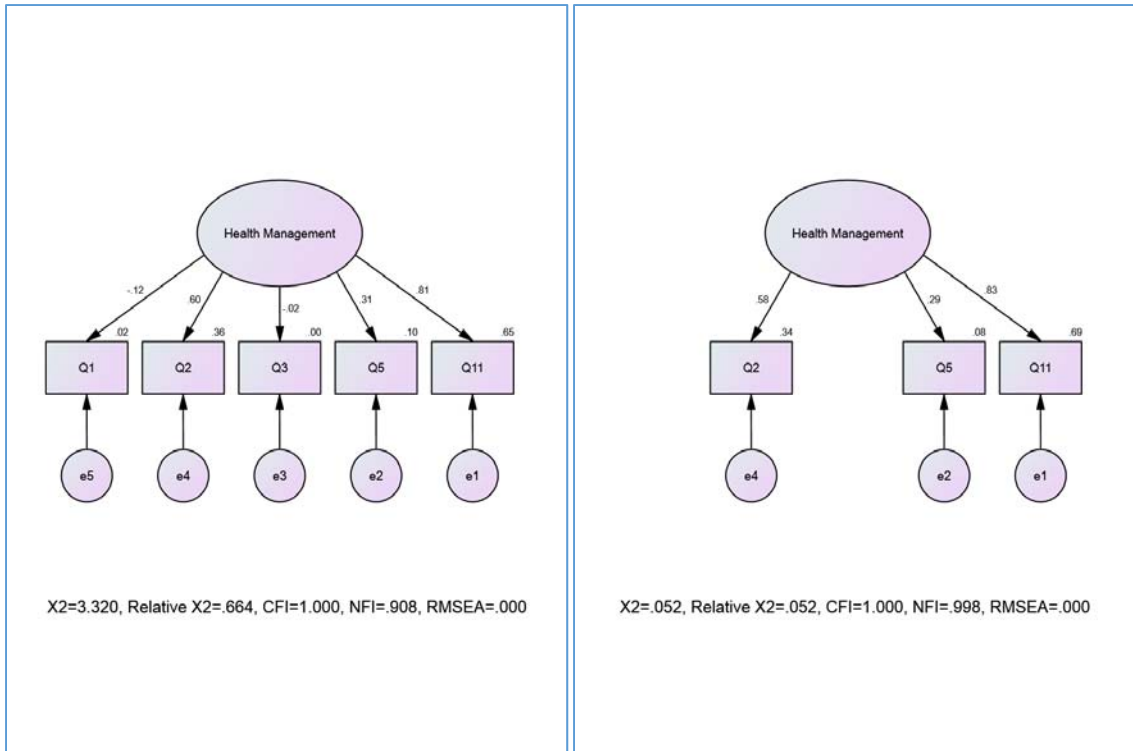 Health Management
-.12
.60
-.02
.31
.81
.02
.36
.00
.10
.65
Q1
Q2
Q3
Q5
Q11
e5
e4
e3
e2
e1
X2=3.320, Relative X2=.664, CFI=1.000, NFI=.908, RMSEA=.000
Health Management
.58
.29
.83
.34
.08
.69
Q2
Q5
Q11
e4
e2
e1
X2=.052, Relative X2=.052, CFI=1.000, NFI=.998, RMSEA=.000